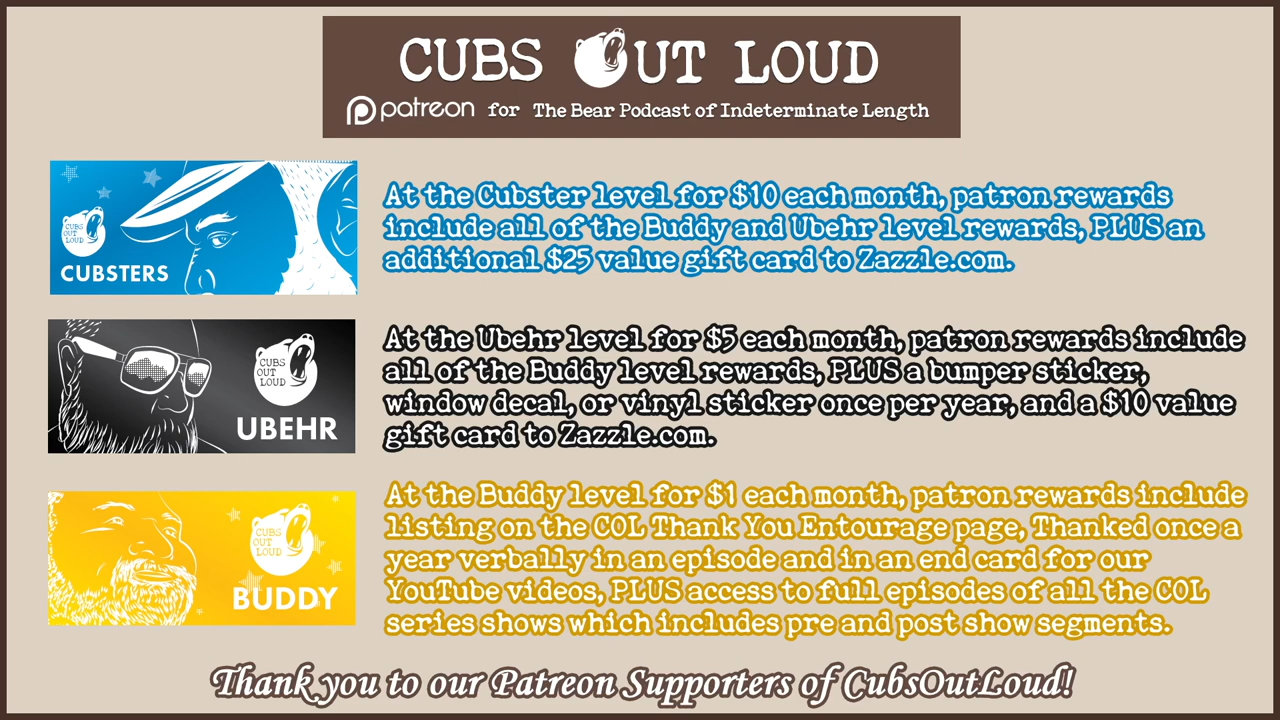 CUBS OUT LOUD
patreon for The Bear Podcast of Indeterminate Length
CUBS
OUT
LOUD
CUBSTERS
At the Cubster level for $10 each month, patron rewards
include all of the Buddy and Ubehr level rewards, PLUS an
additional $25 value gift card to Zazzle.com.
CUBS
OUT
LOUD
UBEHR
At the Ubehr level for $5 each month, patron rewards include
all of the Buddy level rewards, PLUS a bumper sticker,
window decal, or vinyl sticker once per year, and a $10 value
gift card to Zazzle.com.
CUBS
OUT
LOUD
BUDDY
At the Buddy level for $1 each month, patron rewards include
listing on the COL Thank You Entourage page, Thanked once a
year verbally in an episode and in an end card for our
YouTube videos, PLUS access to full episodes of all the COL
series shows which includes pre and post show segments.
Thank you to our Patreon Supporters of CubsOutLoud!